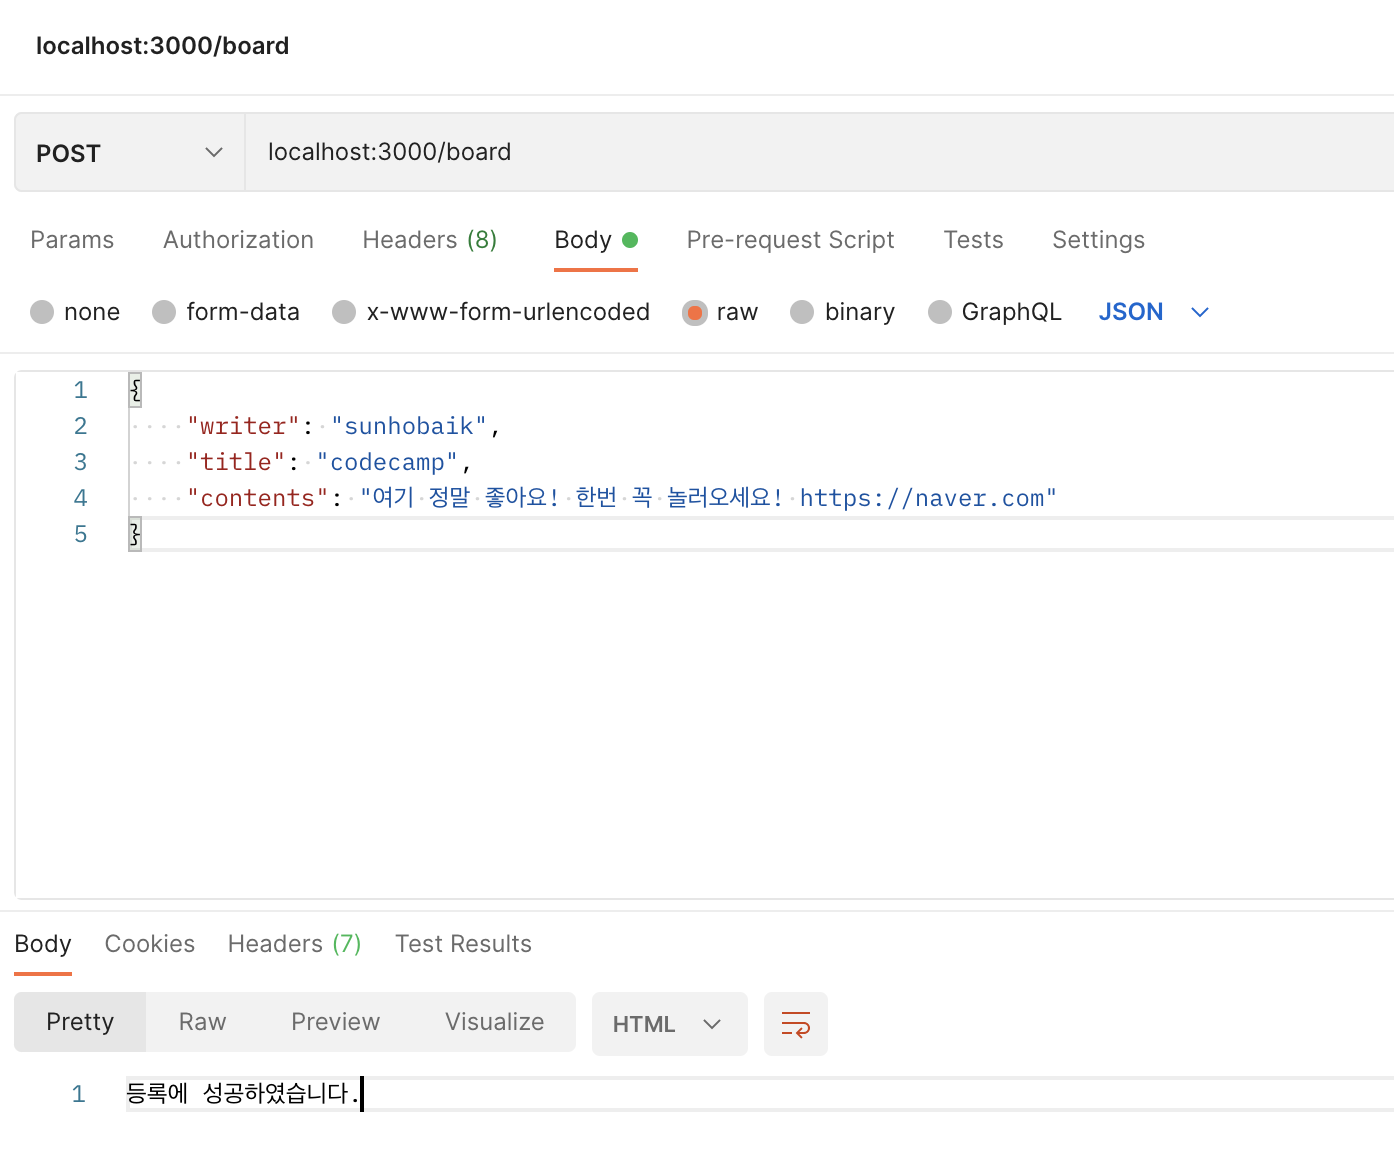 localhost:3000/board
POST localhost:3000/board
Params Authorization Headers (8) Body Pre-request Script Tests Settings
none form-data x-www-form-urlencoded raw binary GraphQL JSON
1 {
2 "writer": "sunhobaik",
3 "title": "codecamp",
4 "contents": "여기 정말 좋아요! 한번 꼭 놀러오세요! https://naver.com"
5 }
Body Cookies Headers (7) Test Results
Pretty Raw Preview Visualize HTML
1 등록에 성공하였습니다.